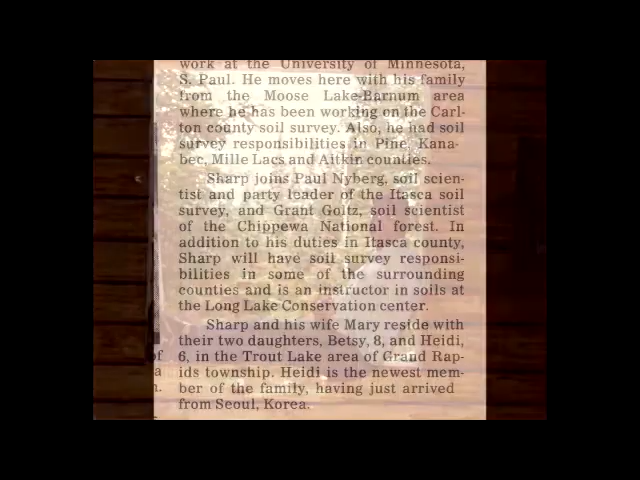 work at the University of Minnesota,
S. Paul. He moves here with his family
from the Moose Lake-Barnum area
where he has been working on the Carl-
ton county soil survey. Also, he had soil
survey responsibilities in Pine, Kana-
bec, Mille Lacs and Aitkin counties.
Sharp joins Paul Nyberg, soil scien-
tist and party leader of the Itasca soil
survey, and Grant Goltz, soil scientist
of the Chippewa National forest. In
addition to his duties in Itasca county,
Sharp will have soil survey responsi-
bilities in some of the surrounding
counties and is an instructor in soils at
the Long Lake Conservation center.
Sharp and his wife Mary reside with
their two daughters, Betsy, 8, and Heidi,
6, in the Trout Lake area of Grand Rap-
ids township. Heidi is the newest mem-
ber of the family, having just arrived
from Seoul, Korea.
of
a
n.